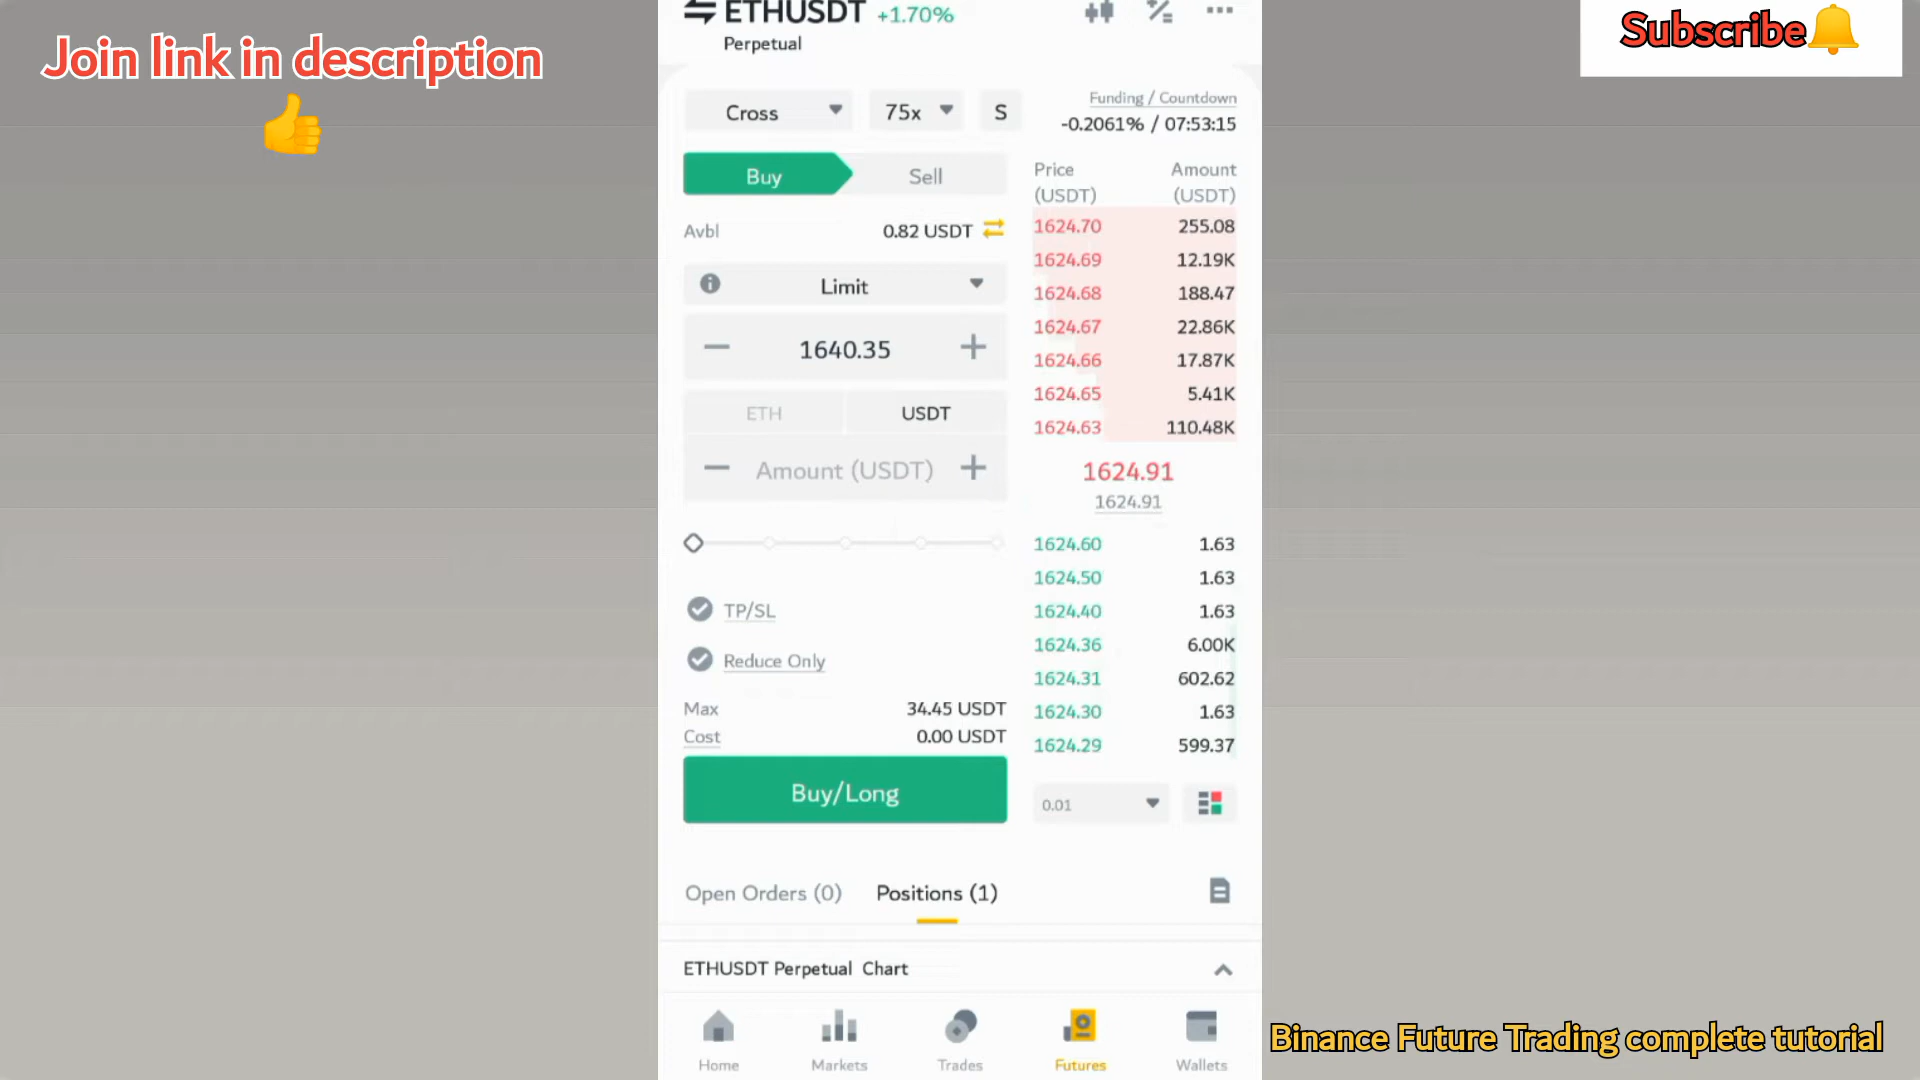 Join link in description
Subscribe
ETHUSDT +1.70%
Perpetual
Cross 75x S
Funding / Countdown
-0.2061% / 07:53:15
Buy Sell
Price Amount
(USDT) (USDT)
Avbl 0.82 USDT
1624.70 255.08
1624.69 12.19K
Limit
1624.68 188.47
1624.67 22.86K
1640.35
1624.66 17.87K
1624.65 5.41K
ETH USDT
1624.63 110.48K
Amount (USDT)
1624.91
1624.91
1624.60 1.63
1624.50 1.63
TP/SL
1624.40 1.63
1624.36 6.00K
Reduce Only
1624.31 602.62
Max 34.45 USDT
1624.30 1.63
Cost 0.00 USDT
1624.29 599.37
Buy/Long
0.01
Open Orders (0) Positions (1)
ETHUSDT Perpetual Chart
Home Markets Trades Futures Wallets
Binance Future Trading complete tutorial